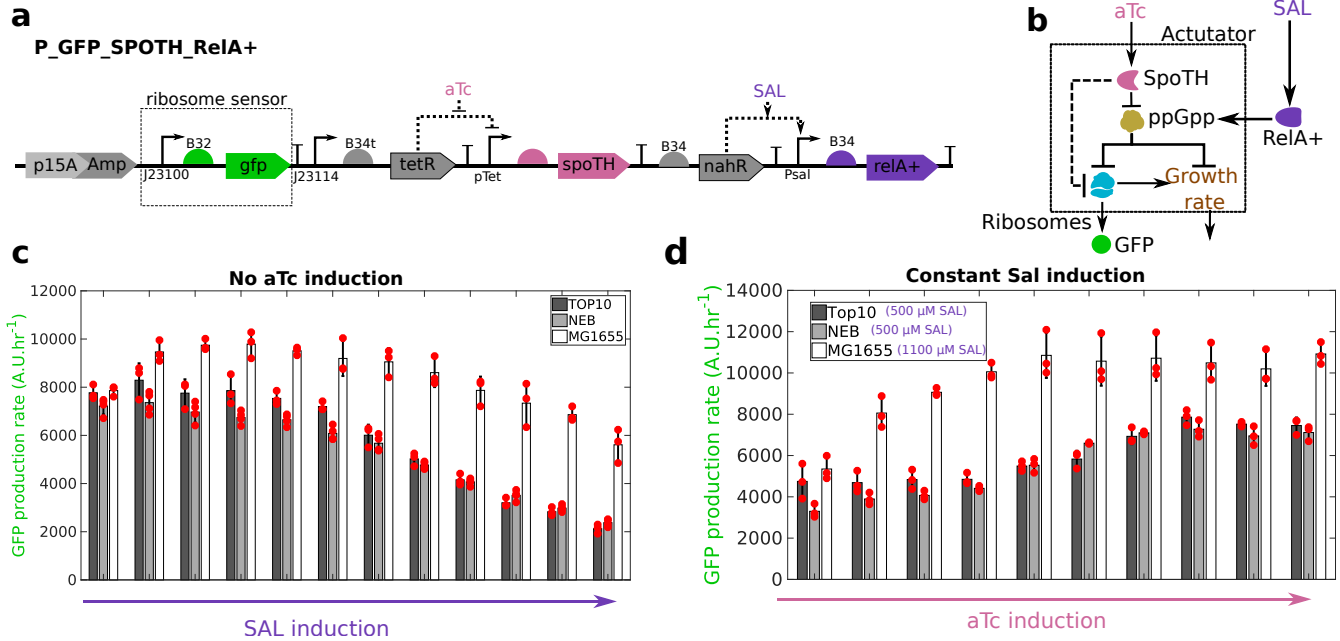 a
P_GFP_SPOTH_RelA+
ribosome sensor
aTc
SAL
B32
B34t
B34
B34
p15A
Amp
gfp
tetR
spoTH
nahR
relA+
J23100
J23114
pTet
Psal
b
aTc
SAL
Actutator
SpoTH
ppGpp
RelA+
Growth
rate
Ribosomes
GFP
c
No aTc induction
GFP production rate (A.U.hr-1)
12000
10000
8000
6000
4000
2000
0
TOP10
NEB
MG1655
SAL induction
d
Constant Sal induction
GFP production rate (A.U.hr-1)
14000
12000
10000
8000
6000
4000
2000
0
Top10 (500 µM SAL)
NEB (500 µM SAL)
MG1655 (1100 µM SAL)
aTc induction